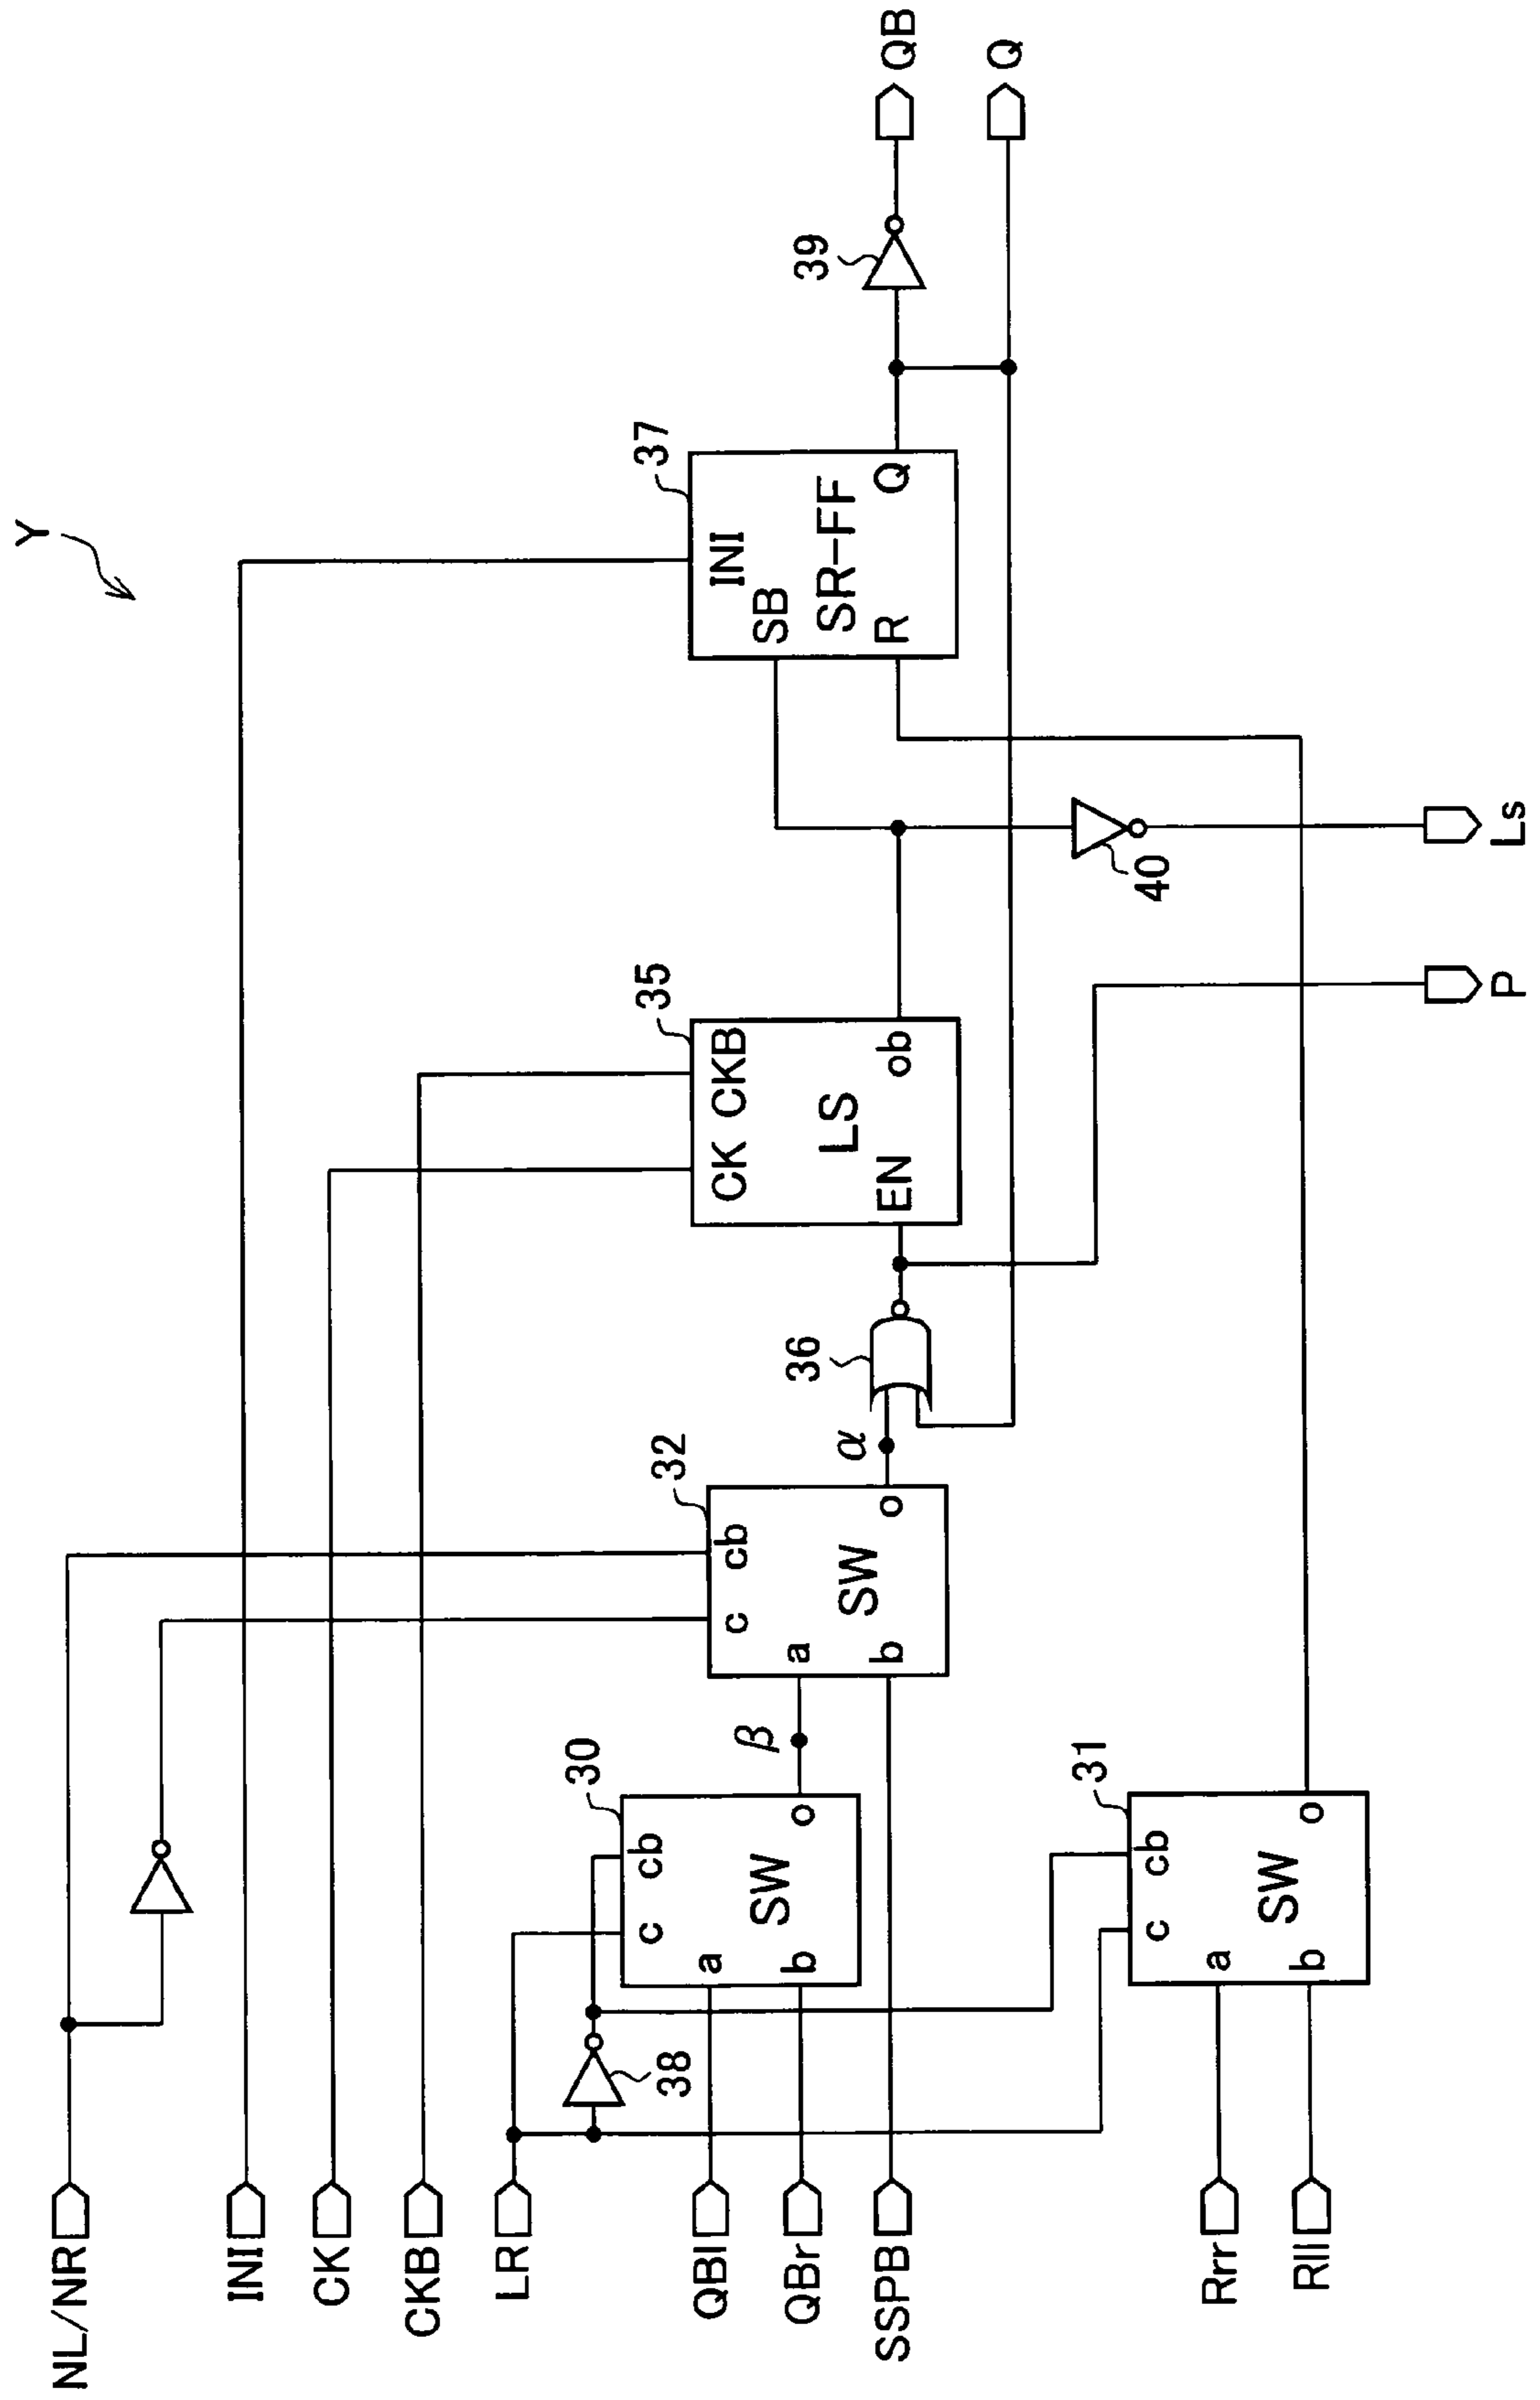 Y
NL/NR
INI
CK
CKB
LR
QBl
QBr
SSPB
Rrr
Rll
38
30
c cb
a
SW
b o
β
31
c cb
a
SW
b o
32
c cb
a
SW
b o
α
36
35
CK CKB
LS
EN ob
P
40
Ls
37
INI
SB
SR-FF
R Q
39
QB
Q